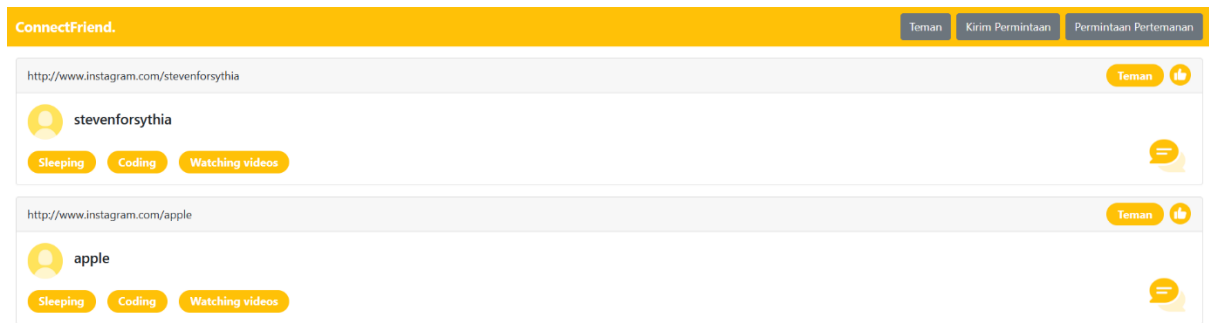 ConnectFriend. Teman Kirim Permintaan Permintaan Pertemanan
http://www.instagram.com/stevenforsythia Teman
stevenforsythia
Sleeping Coding Watching videos
http://www.instagram.com/apple Teman
apple
Sleeping Coding Watching videos